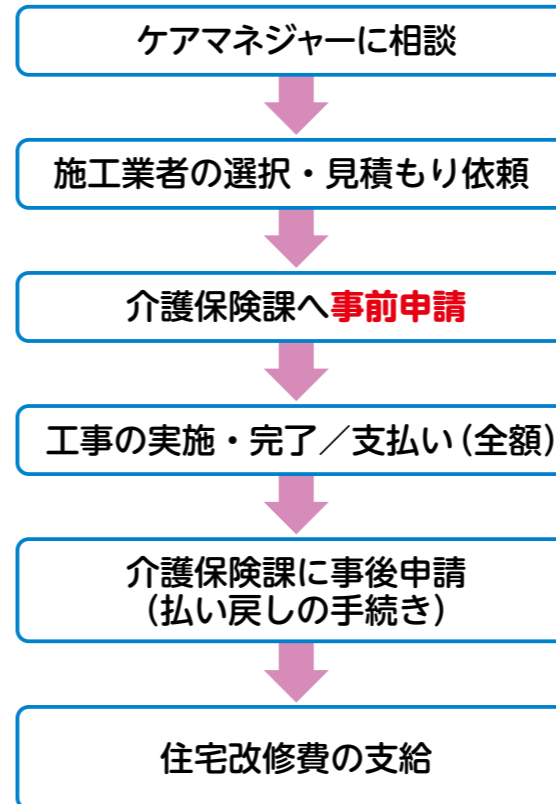 ケアマネジャーに相談
施工業者の選択・見積もり依頼
介護保険課へ事前申請
工事の実施・完了／支払い（全額）
介護保険課に事後申請
（払い戻しの手続き）
住宅改修費の支給